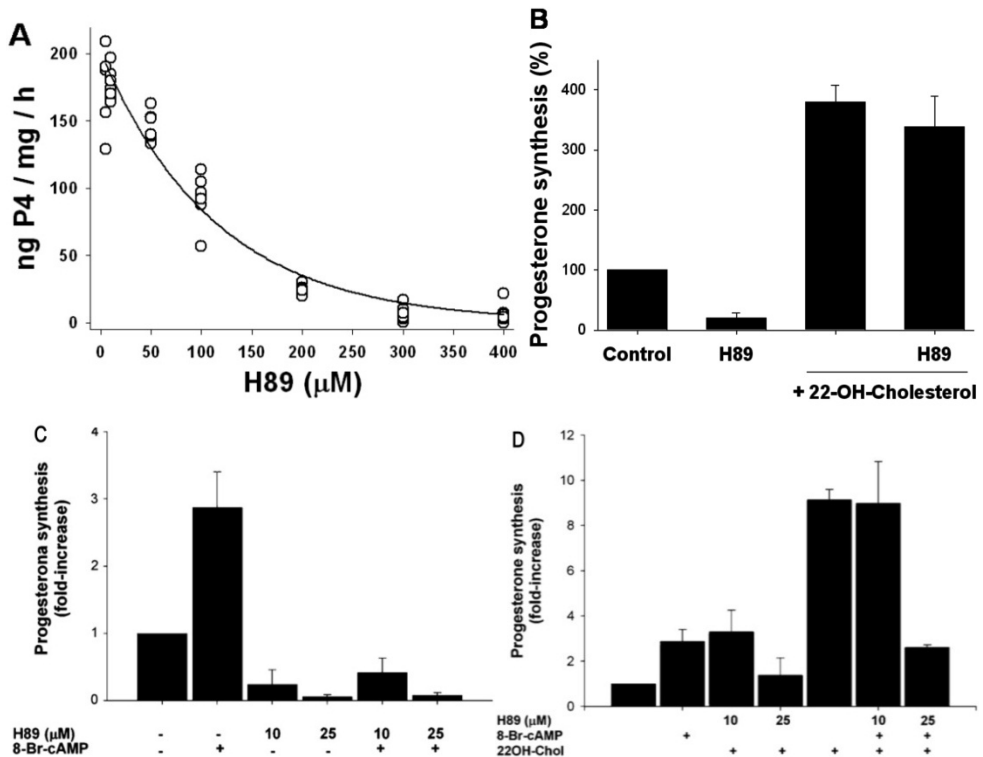 A
ng P4 / mg / h
200
150
100
50
0
0 50 100 150 200 250 300 350 400
H89 (μM)
B
Progesterone synthesis (%)
400
300
200
100
0
Control H89 H89
+ 22-OH-Cholesterol
C
Progesterona synthesis
(fold-increase)
4
3
2
1
0
H89 (μM) - - 10 25 10 25
8-Br-cAMP - + - - + +
D
Progesterone synthesis
(fold-increase)
12
10
8
6
4
2
0
H89 (μM) 10 25 10 25
8-Br-cAMP + + +
22OH-Chol + + + + +